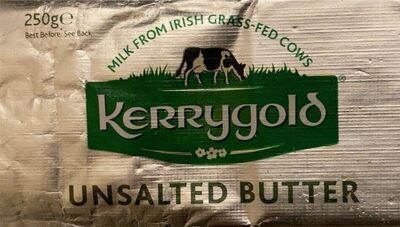 250g℮
Best Before: See Back
MILK FROM IRISH GRASS-FED COWS
Kerrygold
®
UNSALTED BUTTER